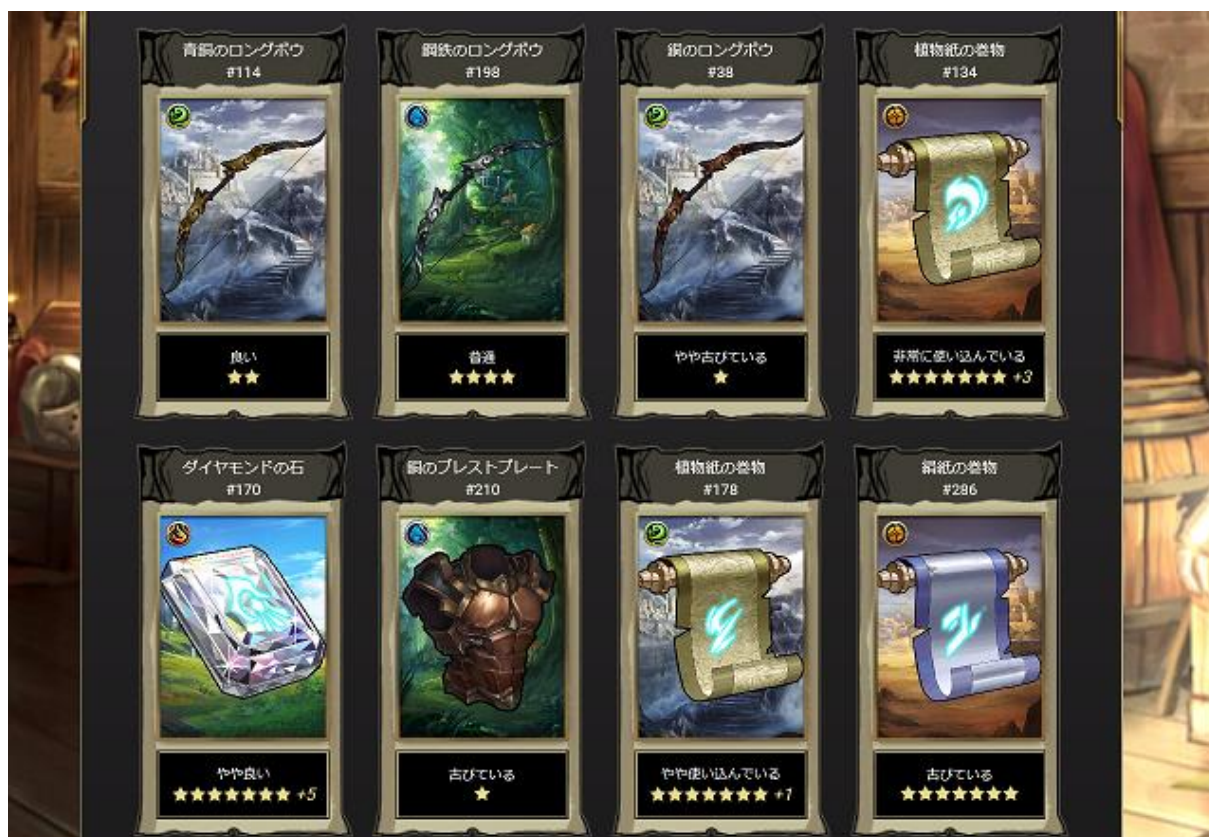 青銅のロングボウ
#114
鋼鉄のロングボウ
#198
銅のロングボウ
#38
植物紙の巻物
#134
良い
普通
やや古びている
非常に使い込んでいる
+3
ダイヤモンドの石
#170
銅のブレストプレート
#210
植物紙の巻物
#178
絹紙の巻物
#286
やや良い
+5
古びている
やや使い込んでいる
+1
古びている